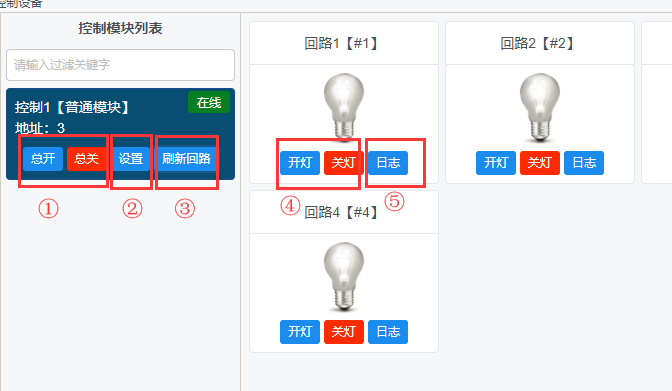 控制设备
控制模块列表
请输入过滤关键字
控制1【普通模块】 在线
地址：3
总开 总关 设置 刷新回路
① ② ③
回路1【#1】
开灯 关灯 日志
④ ⑤
回路2【#2】
开灯 关灯 日志
回路4【#4】
开灯 关灯 日志